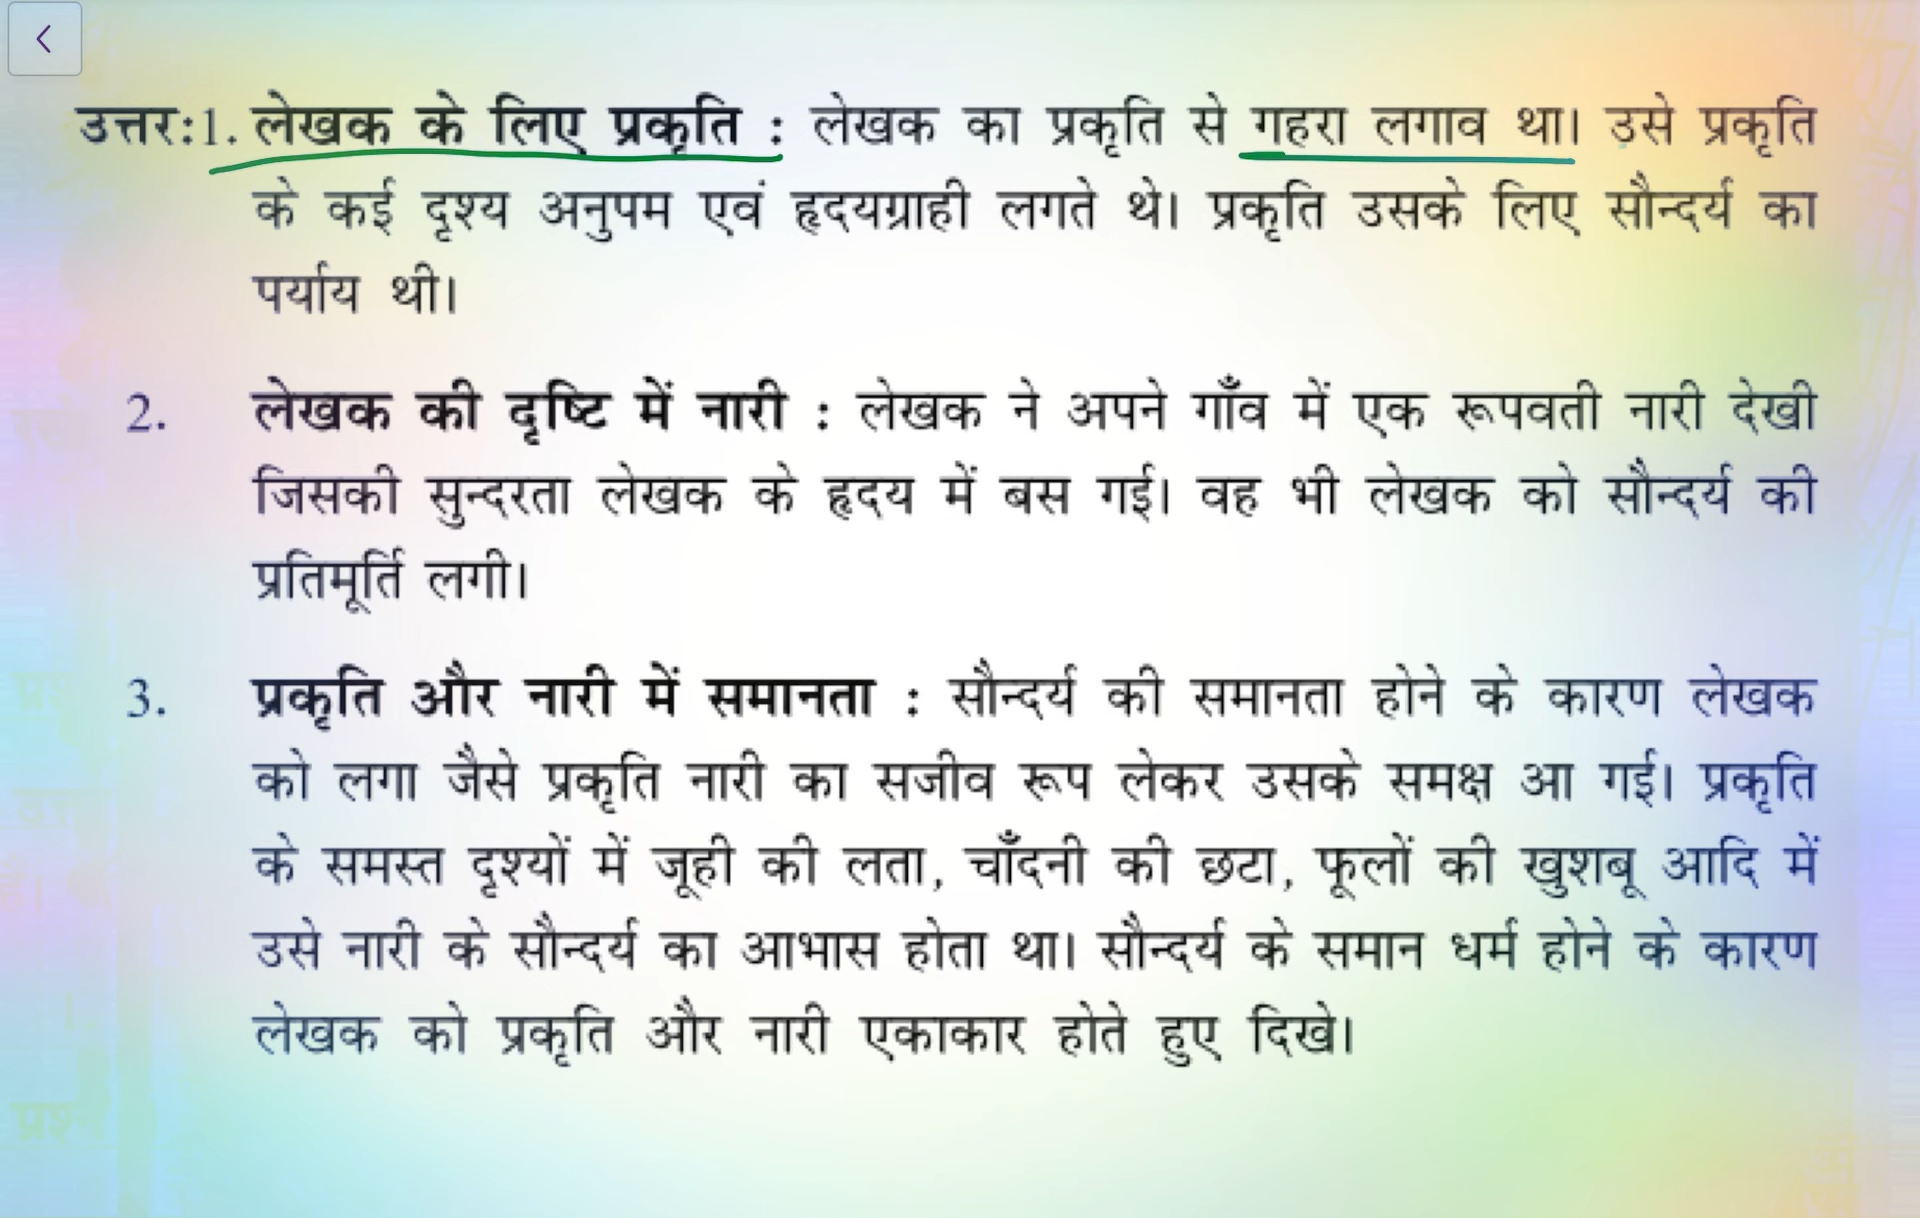 उत्तर:1. लेखक के लिए प्रकृति : लेखक का प्रकृति से गहरा लगाव था। उसे प्रकृति
के कई दृश्य अनुपम एवं हृदयग्राही लगते थे। प्रकृति उसके लिए सौन्दर्य का
पर्याय थी।
2. लेखक की दृष्टि में नारी : लेखक ने अपने गाँव में एक रूपवती नारी देखी
जिसकी सुन्दरता लेखक के हृदय में बस गई। वह भी लेखक को सौन्दर्य की
प्रतिमूर्ति लगी।
3. प्रकृति और नारी में समानता : सौन्दर्य की समानता होने के कारण लेखक
को लगा जैसे प्रकृति नारी का सजीव रूप लेकर उसके समक्ष आ गई। प्रकृति
के समस्त दृश्यों में जूही की लता, चाँदनी की छटा, फूलों की खुशबू आदि में
उसे नारी के सौन्दर्य का आभास होता था। सौन्दर्य के समान धर्म होने के कारण
लेखक को प्रकृति और नारी एकाकार होते हुए दिखे।